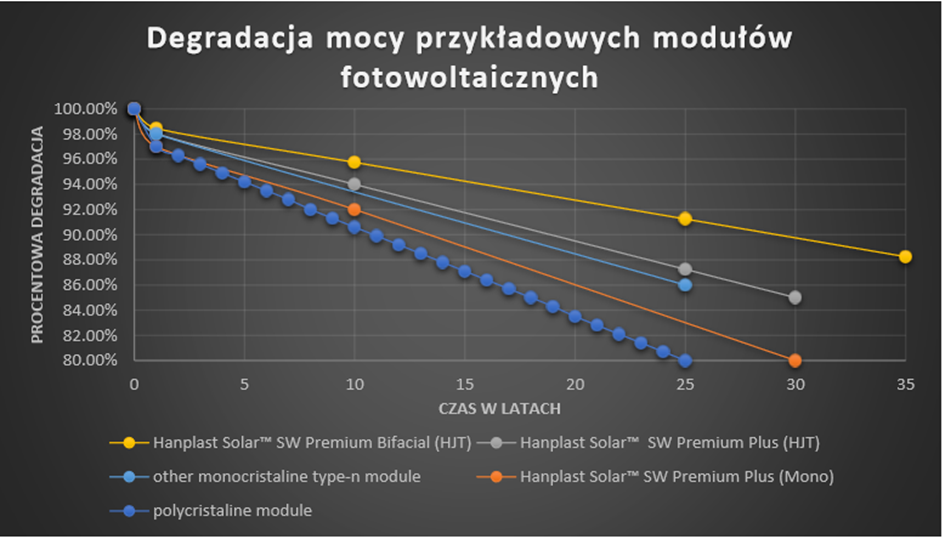 Degradacja mocy przykładowych modułów
fotowoltaicznych
PROCENTOWA DEGRADACJA
100.00%
98.00%
96.00%
94.00%
92.00%
90.00%
88.00%
86.00%
84.00%
82.00%
80.00%
0 5 10 15 20 25 30 35
CZAS W LATACH
Hanplast Solar™ SW Premium Bifacial (HJT) Hanplast Solar™ SW Premium Plus (HJT)
other monocristaline type-n module Hanplast Solar™ SW Premium Plus (Mono)
polycristaline module